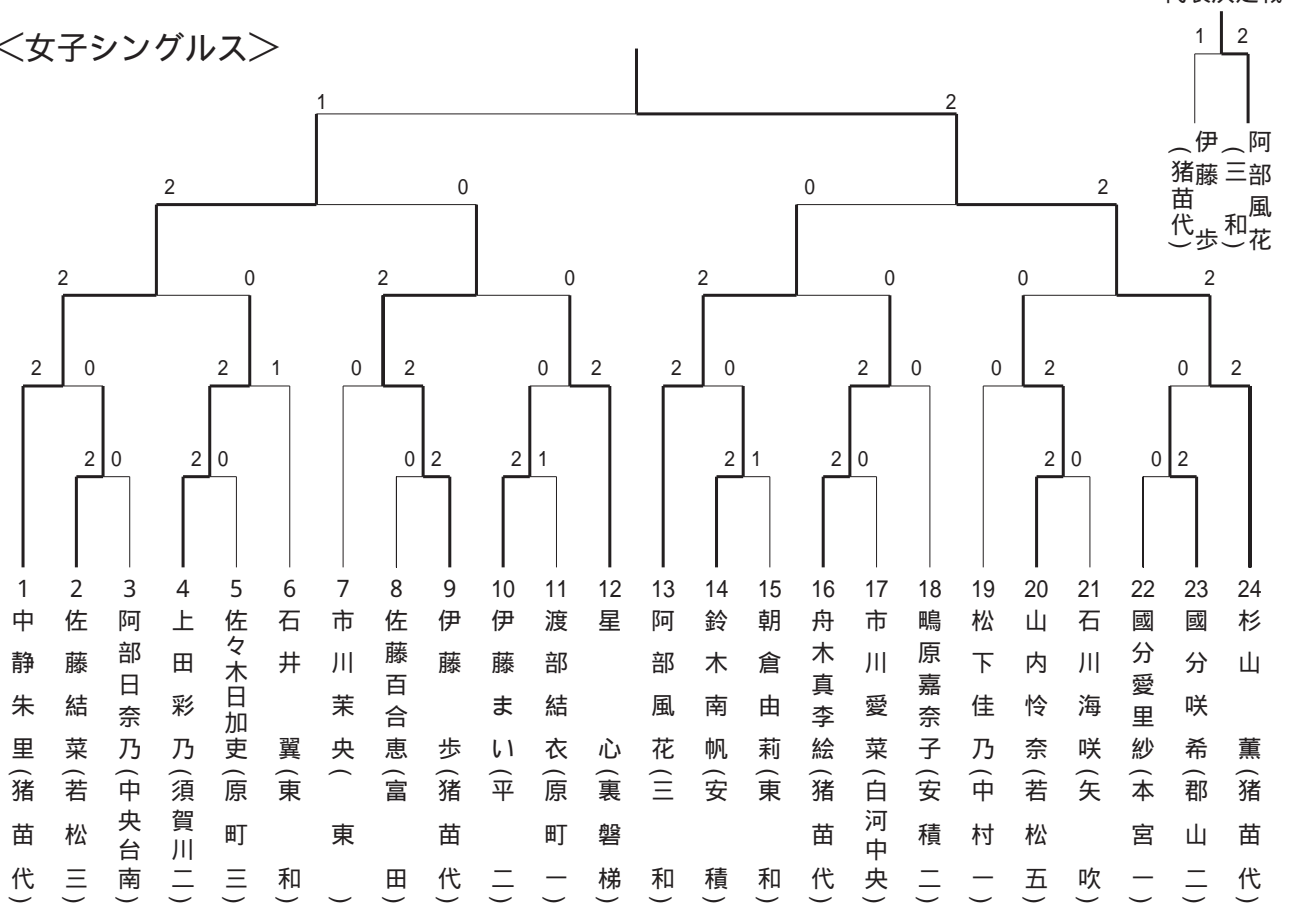 <女子シングルス>
1 2
1 2
2 0 0 2
2 0 2 0 2 0 0 2
2 0 2 1 0 2 0 2 2 0 2 0 0 2 0 2
2 0 2 0 0 2 2 1 2 1 2 0 2 0 0 2
伊藤 歩(猪苗代)
阿部風花(三和)
1 中静朱里(猪苗代)
2 佐藤結菜(若松三)
3 阿部日奈乃(中央台南)
4 上田彩乃(須賀川二)
5 佐々木日加吏(原町三)
6 石井 翼(東和)
7 市川茉央(東)
8 佐藤百合恵(富田)
9 伊藤 歩(猪苗代)
10 伊藤まい(平二)
11 渡部結衣(原町一)
12 星 心(裏磐梯)
13 阿部風花(三和)
14 鈴木南帆(安積)
15 朝倉由莉(東和)
16 舟木真李絵(猪苗代)
17 市川愛菜(白河中央)
18 鴫原嘉奈子(安積二)
19 松下佳乃(中村一)
20 山内怜奈(若松五)
21 石川海咲(矢吹)
22 國分愛里紗(本宮一)
23 國分咲希(郡山二)
24 杉山 薫(猪苗代)